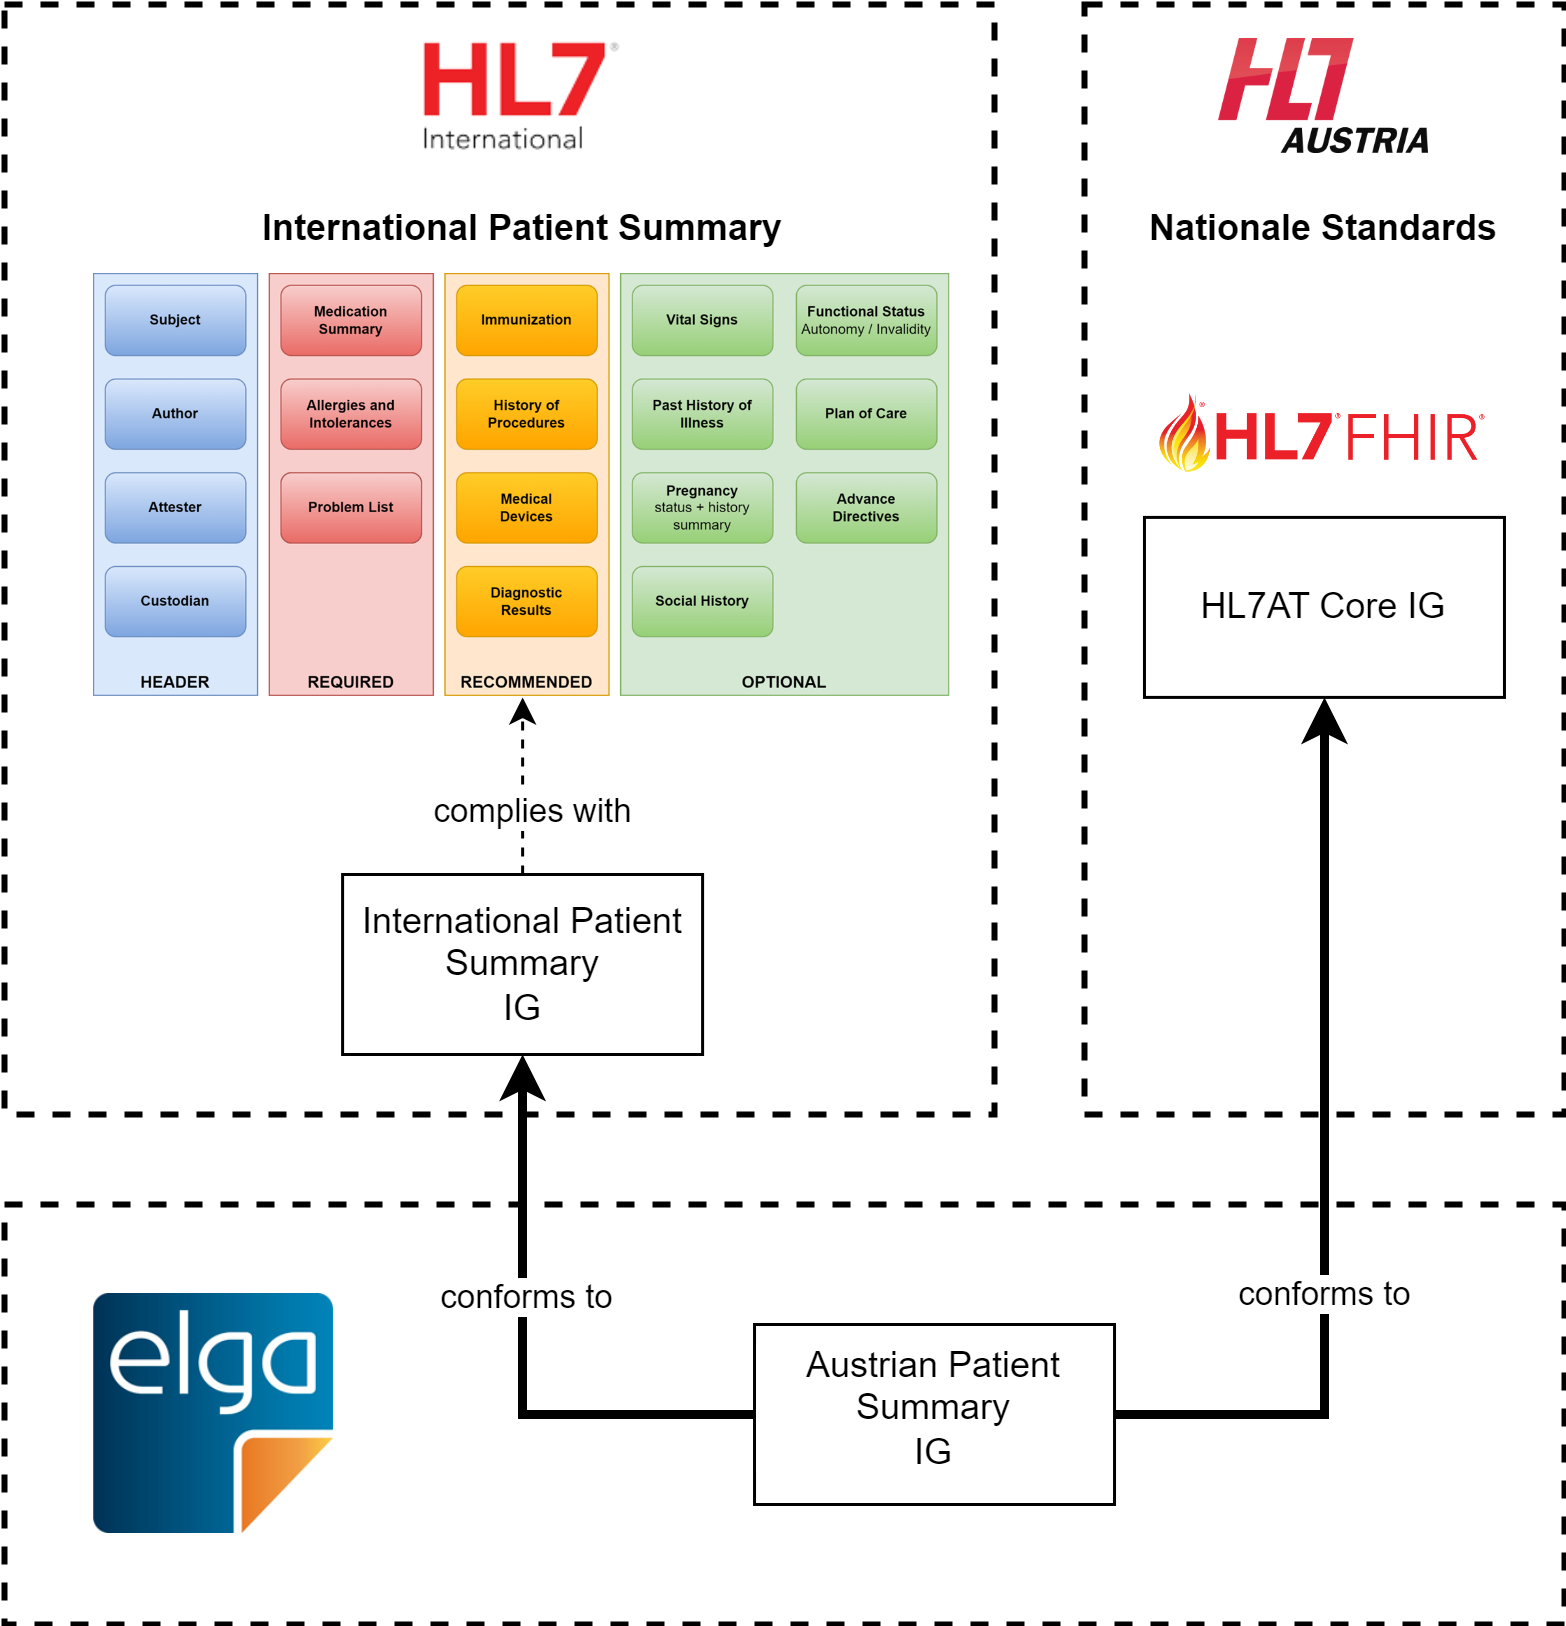 HL7®
International
International Patient Summary
Subject
Author
Attester
Custodian
HEADER
Medication
Summary
Allergies and
Intolerances
Problem List
REQUIRED
Immunization
History of
Procedures
Medical
Devices
Diagnostic
Results
RECOMMENDED
Vital Signs
Past History of
Illness
Pregnancy
status + history
summary
Social History
Functional Status
Autonomy / Invalidity
Plan of Care
Advance
Directives
OPTIONAL
complies with
International Patient
Summary
IG
HL7
AUSTRIA
Nationale Standards
® HL7® FHIR®
HL7AT Core IG
elga
conforms to
Austrian Patient
Summary
IG
conforms to